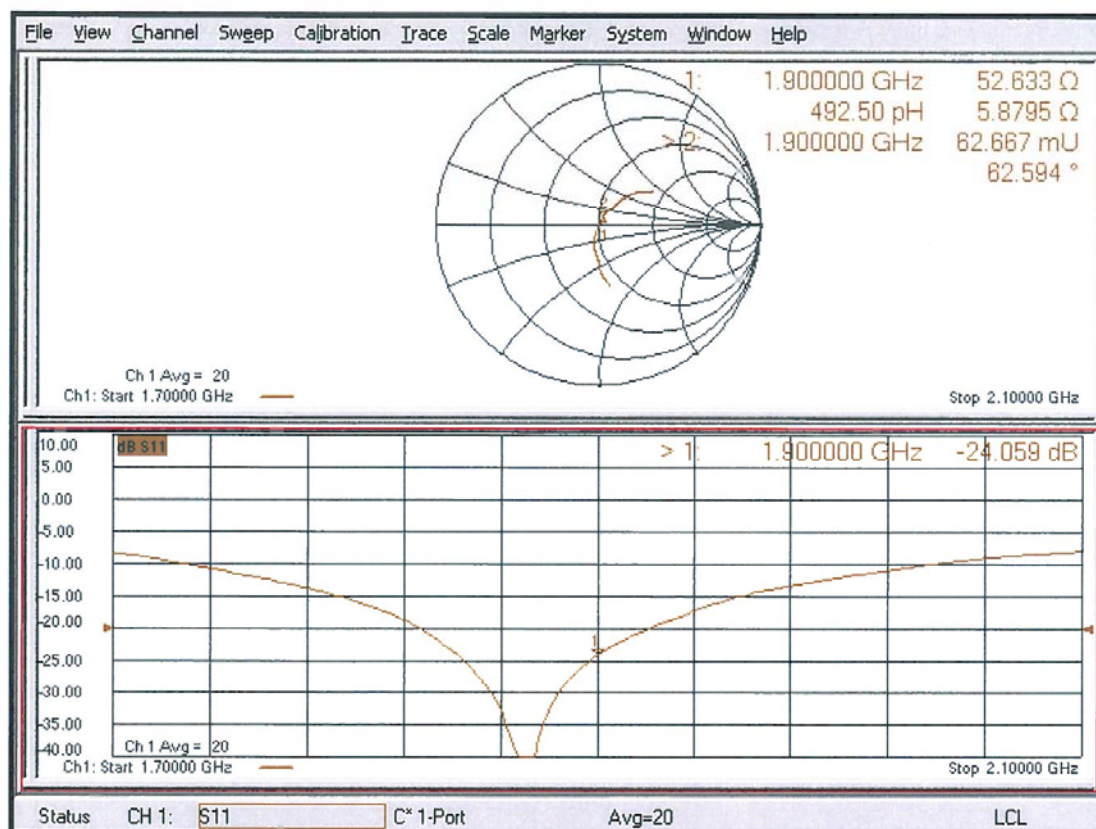 File View Channel Sweep Calibration Trace Scale Marker System Window Help
1: 1.900000 GHz 52.633 Ω
492.50 pH 5.8795 Ω
> 2: 1.900000 GHz 62.667 mU
62.594 °
2
1
Ch 1 Avg = 20
Ch1: Start 1.70000 GHz
Stop 2.10000 GHz
10.00
dB S11
> 1: 1.900000 GHz -24.059 dB
5.00
0.00
-5.00
-10.00
-15.00
-20.00
1
-25.00
-30.00
-35.00
-40.00
Ch 1 Avg = 20
Ch1: Start 1.70000 GHz
Stop 2.10000 GHz
Status CH 1: S11 C* 1-Port Avg=20 LCL